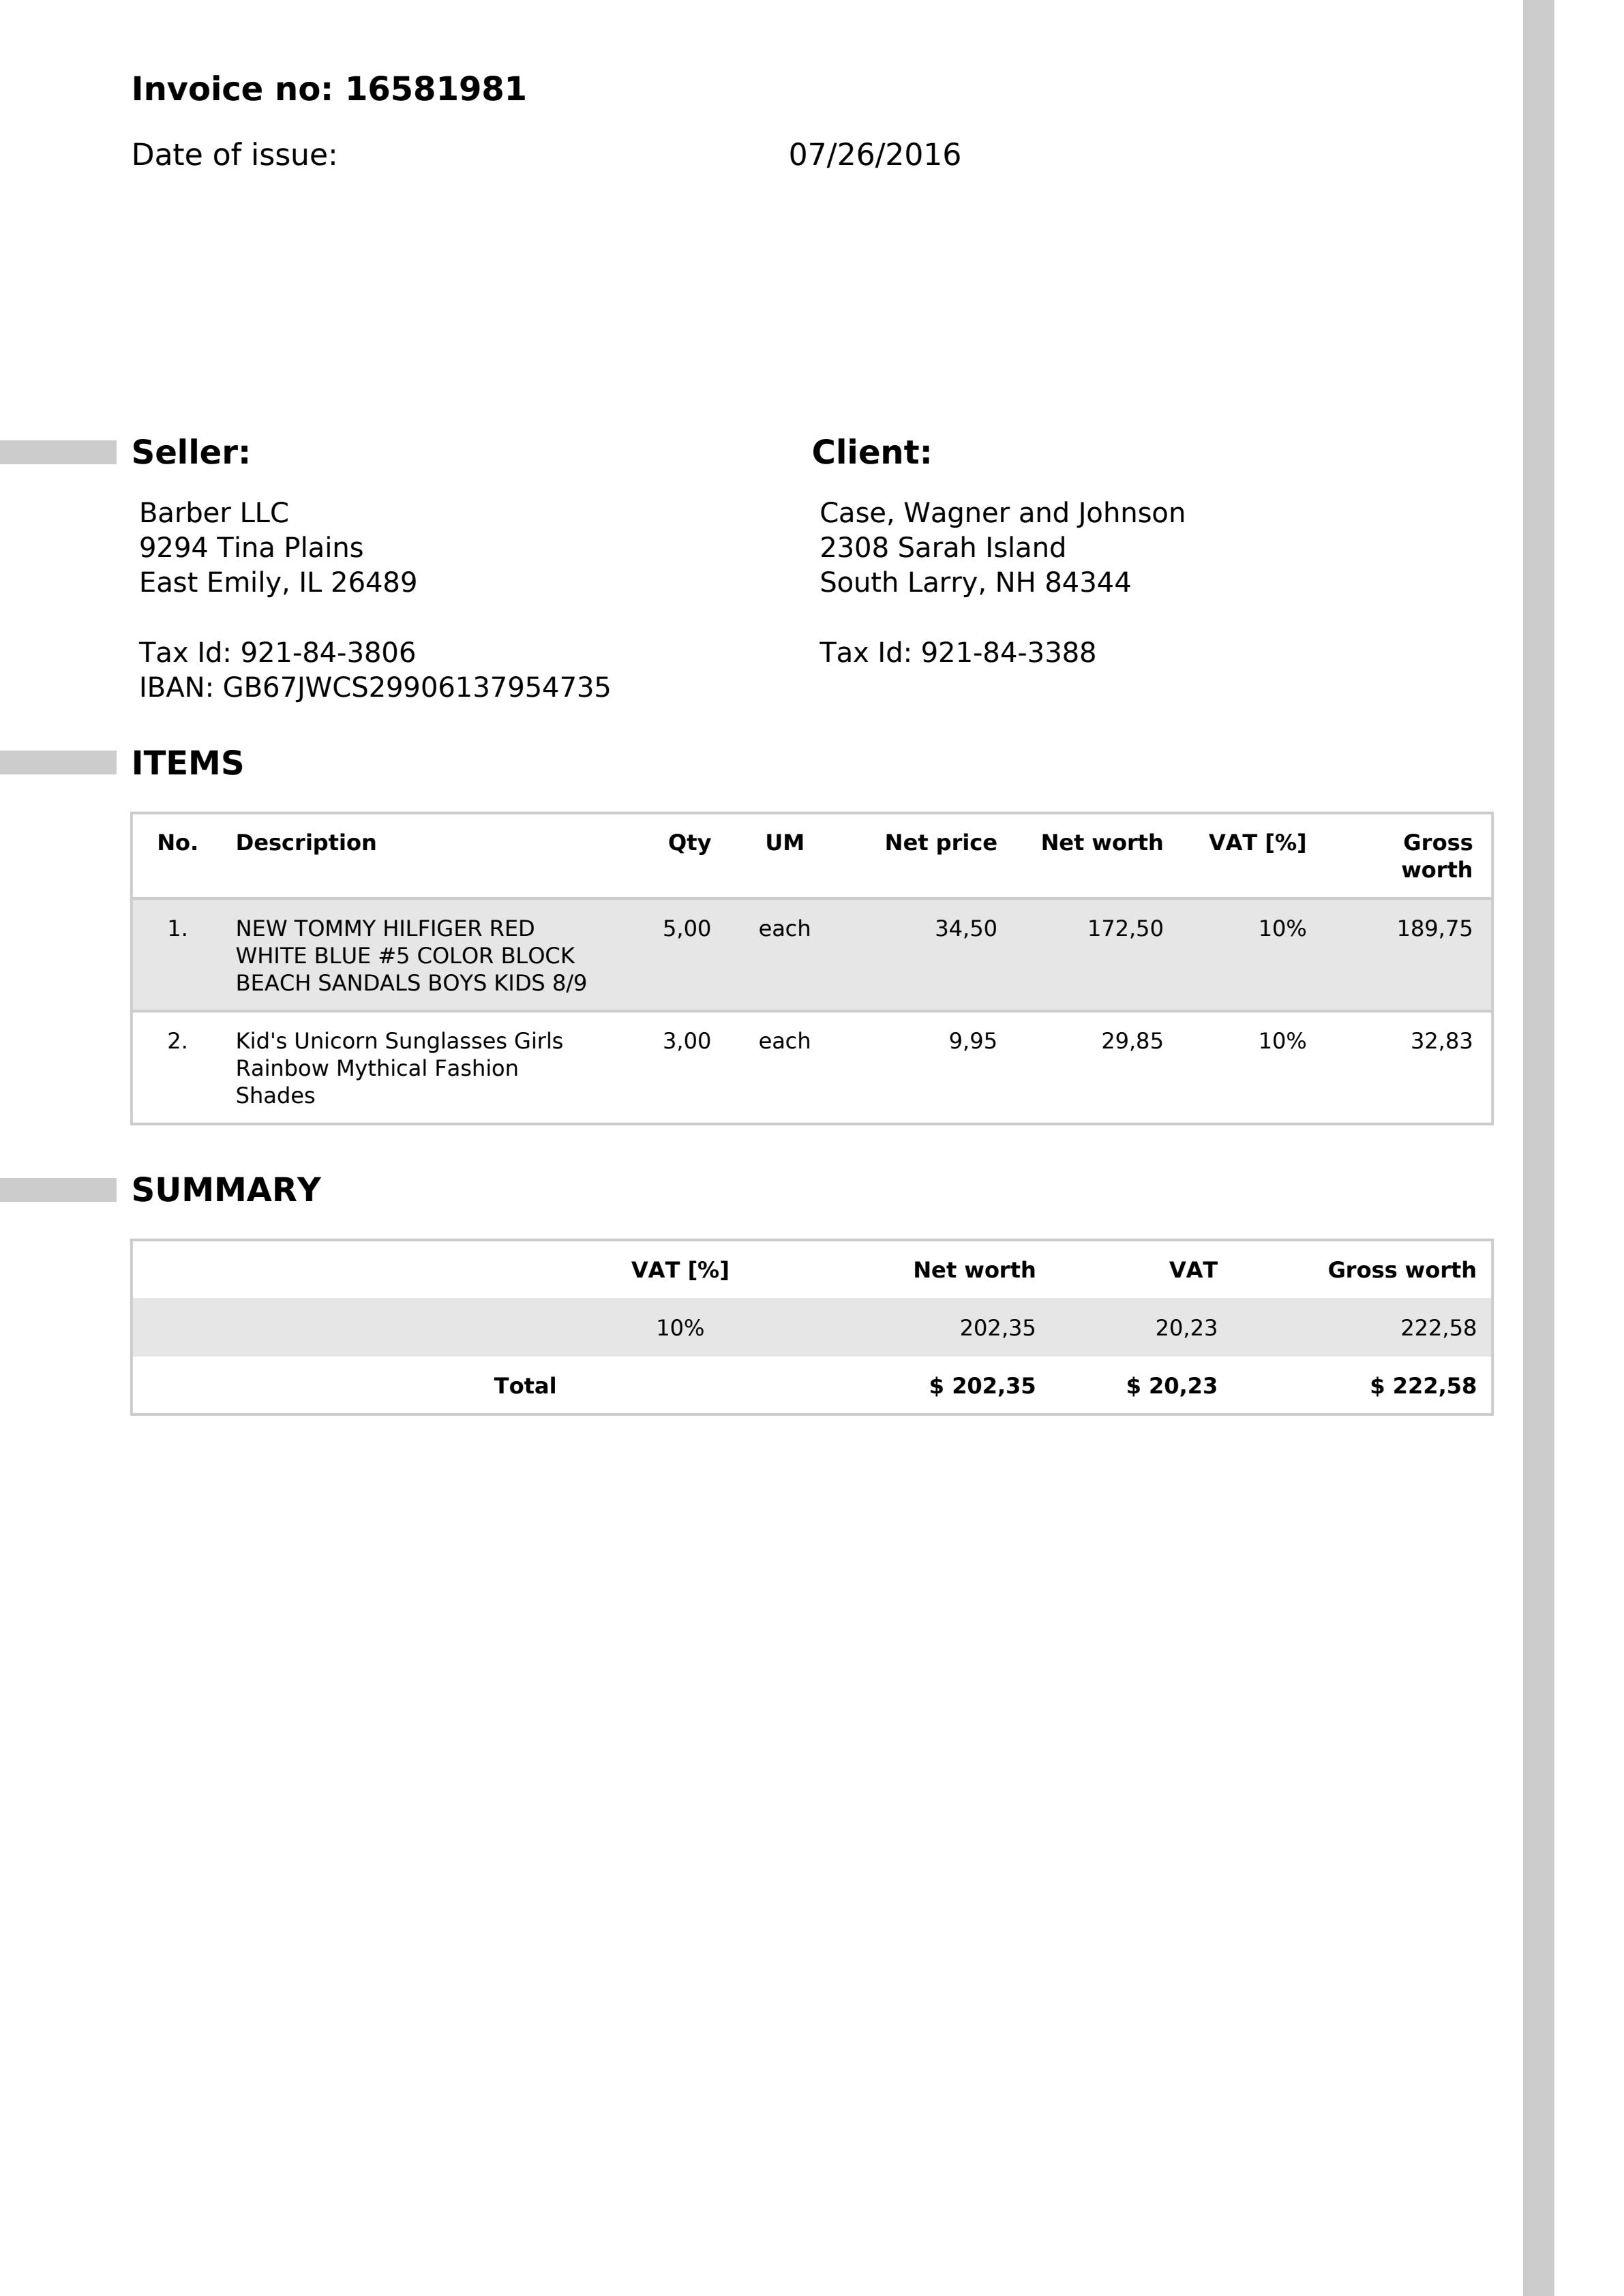 Invoice no: 16581981
Date of issue: 07/26/2016
Seller:
Barber LLC
9294 Tina Plains
East Emily, IL 26489
Tax Id: 921-84-3806
IBAN: GB67JWCS29906137954735
Client:
Case, Wagner and Johnson
2308 Sarah Island
South Larry, NH 84344
Tax Id: 921-84-3388
ITEMS
No. Description Qty UM Net price Net worth VAT [%] Gross
worth
1. NEW TOMMY HILFIGER RED 5,00 each 34,50 172,50 10% 189,75
WHITE BLUE #5 COLOR BLOCK
BEACH SANDALS BOYS KIDS 8/9
2. Kid's Unicorn Sunglasses Girls 3,00 each 9,95 29,85 10% 32,83
Rainbow Mythical Fashion
Shades
SUMMARY
VAT [%] Net worth VAT Gross worth
10% 202,35 20,23 222,58
Total $ 202,35 $ 20,23 $ 222,58